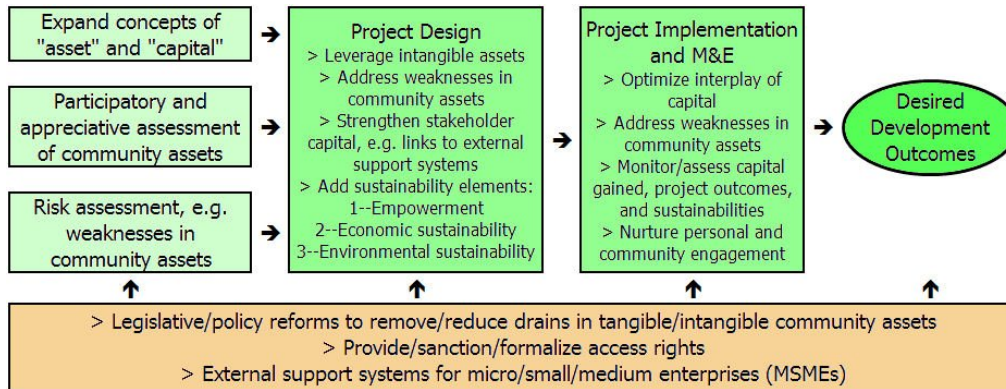 Expand concepts of
"asset" and "capital"
Participatory and
appreciative assessment
of community assets
Risk assessment, e.g.
weaknesses in
community assets
Project Design
> Leverage intangible assets
> Address weaknesses in
community assets
> Strengthen stakeholder
capital, e.g. links to external
support systems
> Add sustainability elements:
1--Empowerment
2--Economic sustainability
3--Environmental sustainability
Project Implementation
and M&E
> Optimize interplay of
capital
> Address weaknesses in
community assets
> Monitor/assess capital
gained, project outcomes,
and sustainabilities
> Nurture personal and
community engagement
Desired
Development
Outcomes
> Legislative/policy reforms to remove/reduce drains in tangible/intangible community assets
> Provide/sanction/formalize access rights
> External support systems for micro/small/medium enterprises (MSMEs)